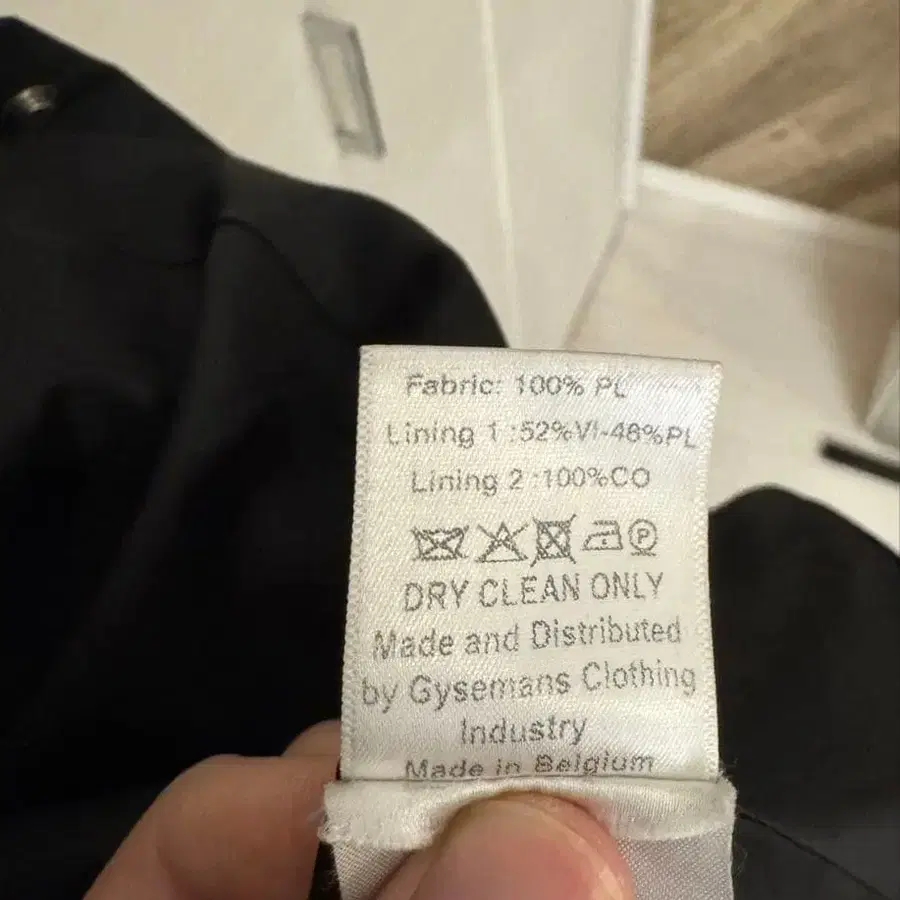 Fabric: 100% PL
Lining 1 :52%VI-48%PL
Lining 2 :100%CO
P
DRY CLEAN ONLY
Made and Distributed
by Gysemans Clothing
Industry
Made in Belgium